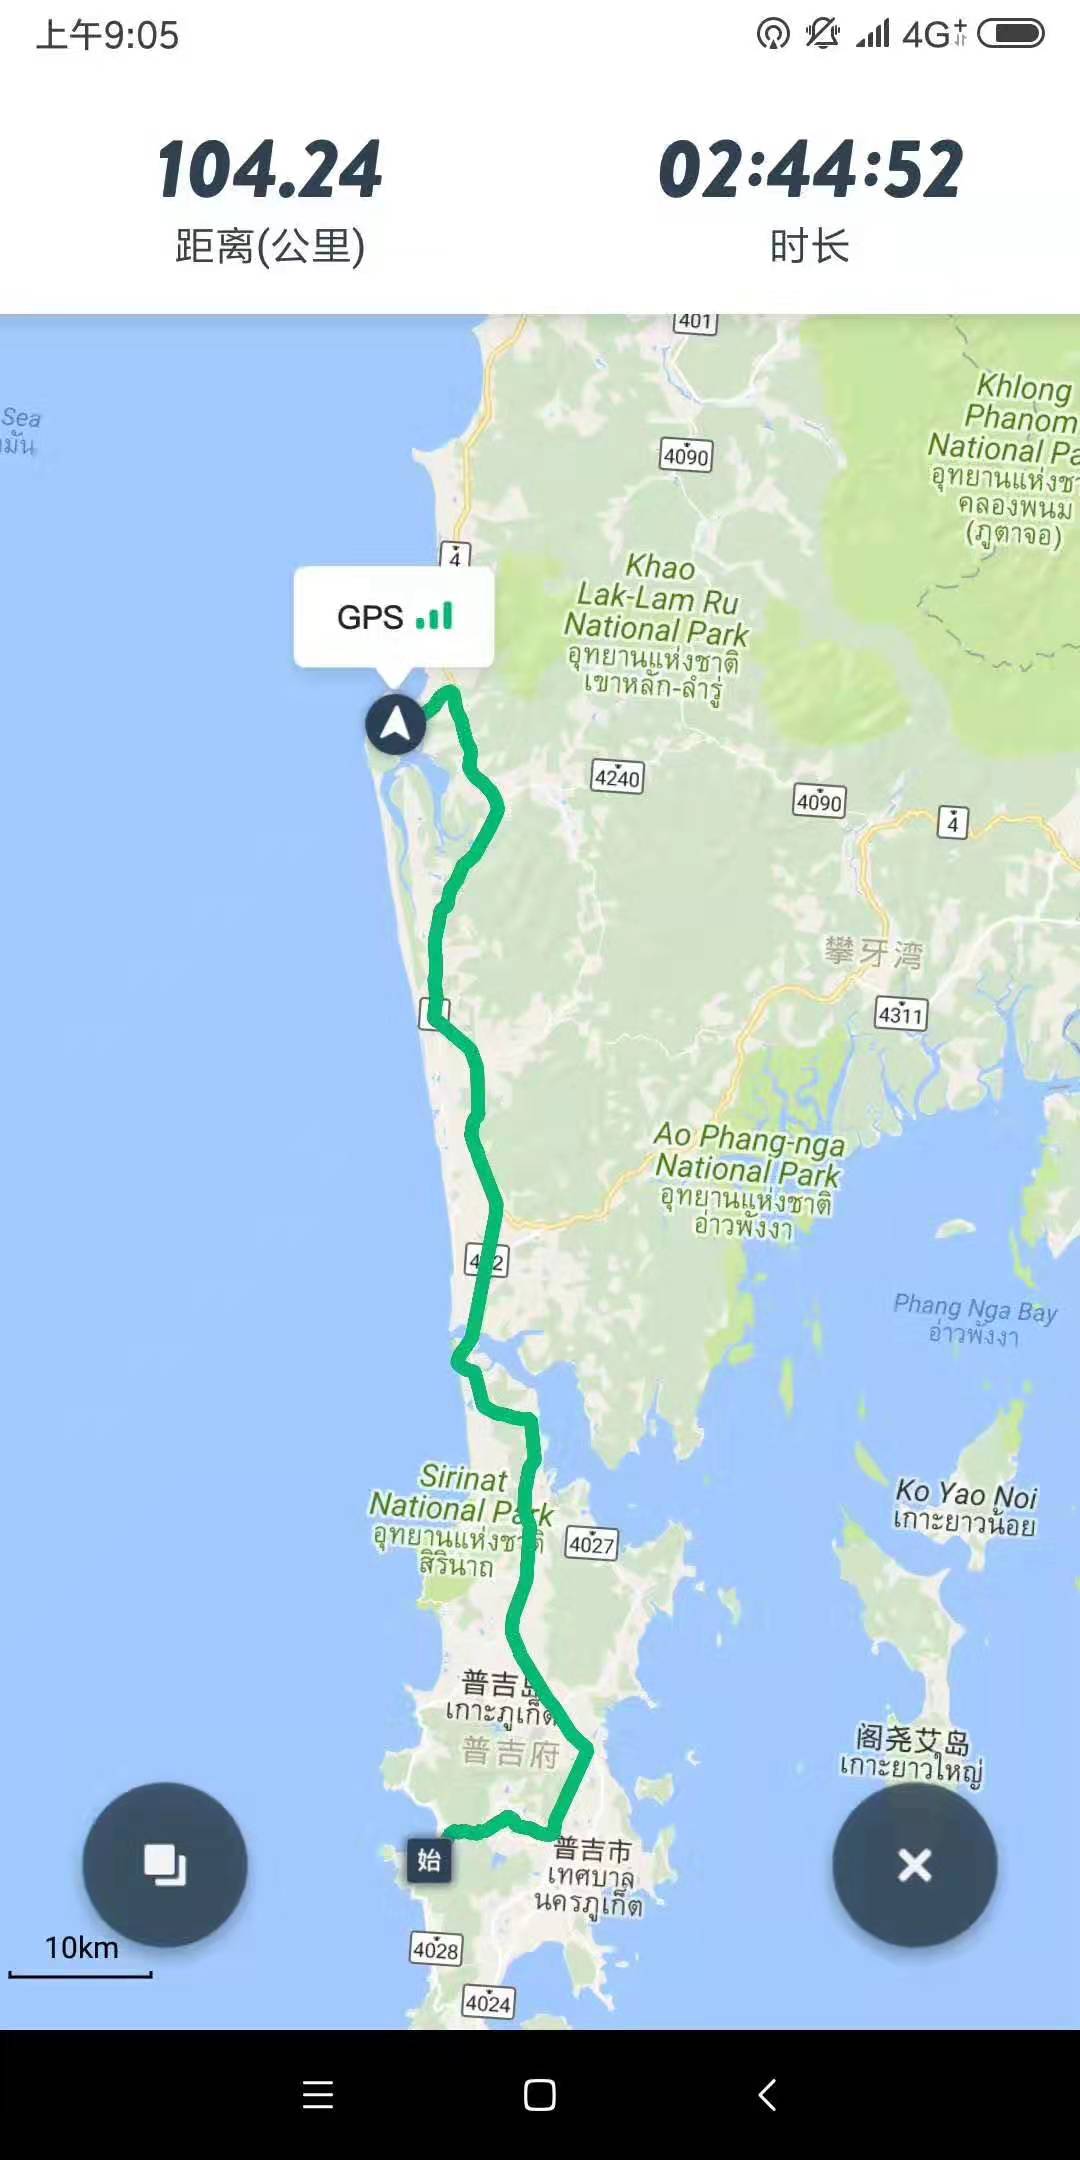 上午9:05
4G+
104.24
距离(公里)
02:44:52
时长
401
Sea
Khlong
Phanom
National Pa
อุทยานแห่งชา
คลองพนม
(ภูตาจอ)
4090
4
Khao
Lak-Lam Ru
National Park
อุทยานแห่งชาติ
เขาหลัก-ลำรู่
GPS
4240
4090
4
攀牙湾
4311
Ao Phang-nga
National Park
อุทยานแห่งชาติ
อ่าวพังงา
Phang Nga Bay
อ่าวพังงา
Sirinat
National Park
อุทยานแห่งชาติ
สิรินาถ
4027
Ko Yao Noi
เกาะยาวน้อย
普吉岛
เกาะภูเก็ต
普吉府
阁尧艾岛
เกาะยาวใหญ่
始
普吉市
เทศบาล
นครภูเก็ต
10km
4028
4024